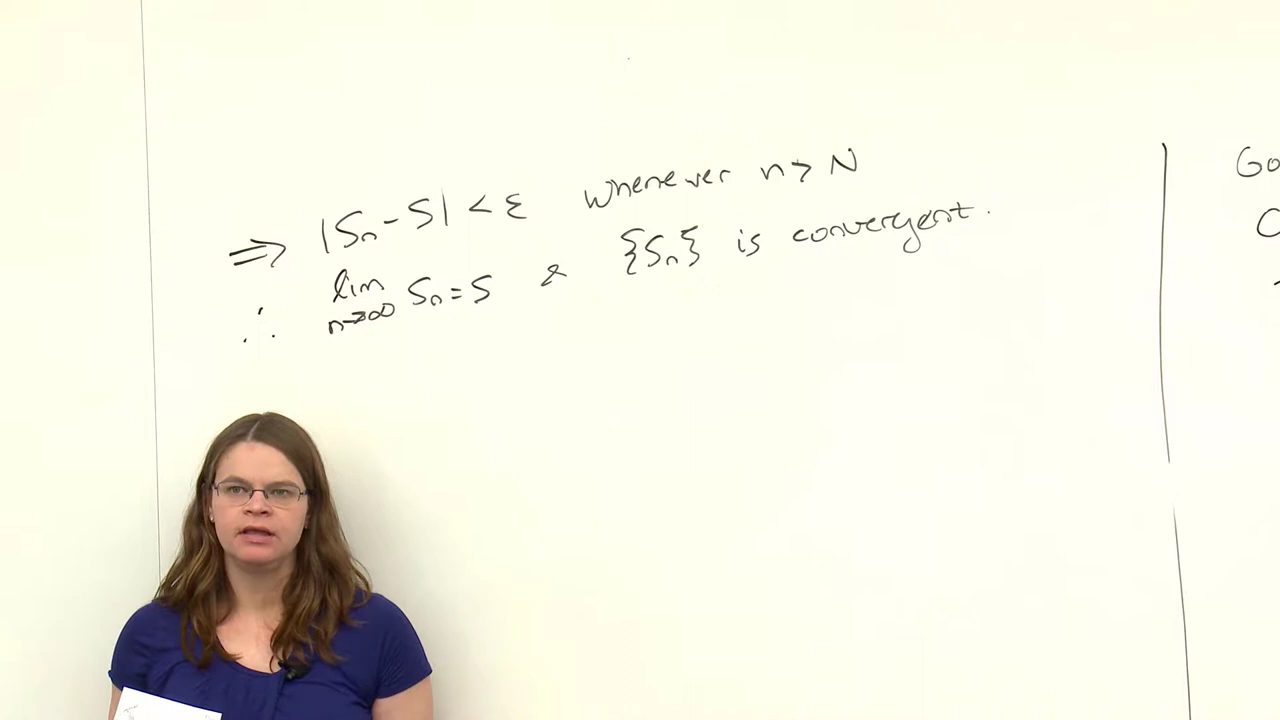 ⇒ |Sn - S| < ε whenever n > N
∴ lim n→∞ Sn = S & {Sn} is convergent.
Go